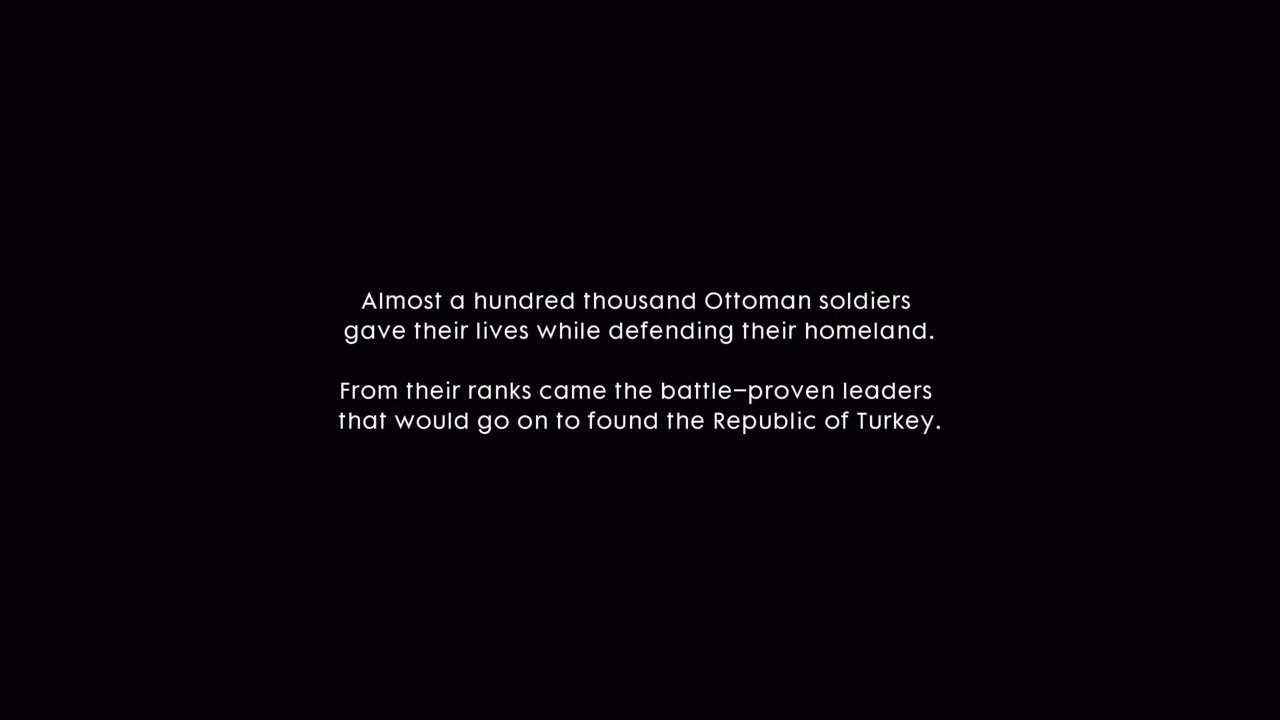 Almost a hundred thousand Ottoman soldiers
gave their lives while defending their homeland.
From their ranks came the battle–proven leaders
that would go on to found the Republic of Turkey.